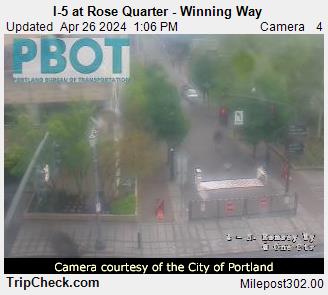 I-5 at Rose Quarter - Winning Way
Updated Apr 26 2024 1:06 PM Camera 4
PBOT
PORTLAND BUREAU OF TRANSPORTATION
Camera courtesy of the City of Portland
TripCheck.com Milepost302.00